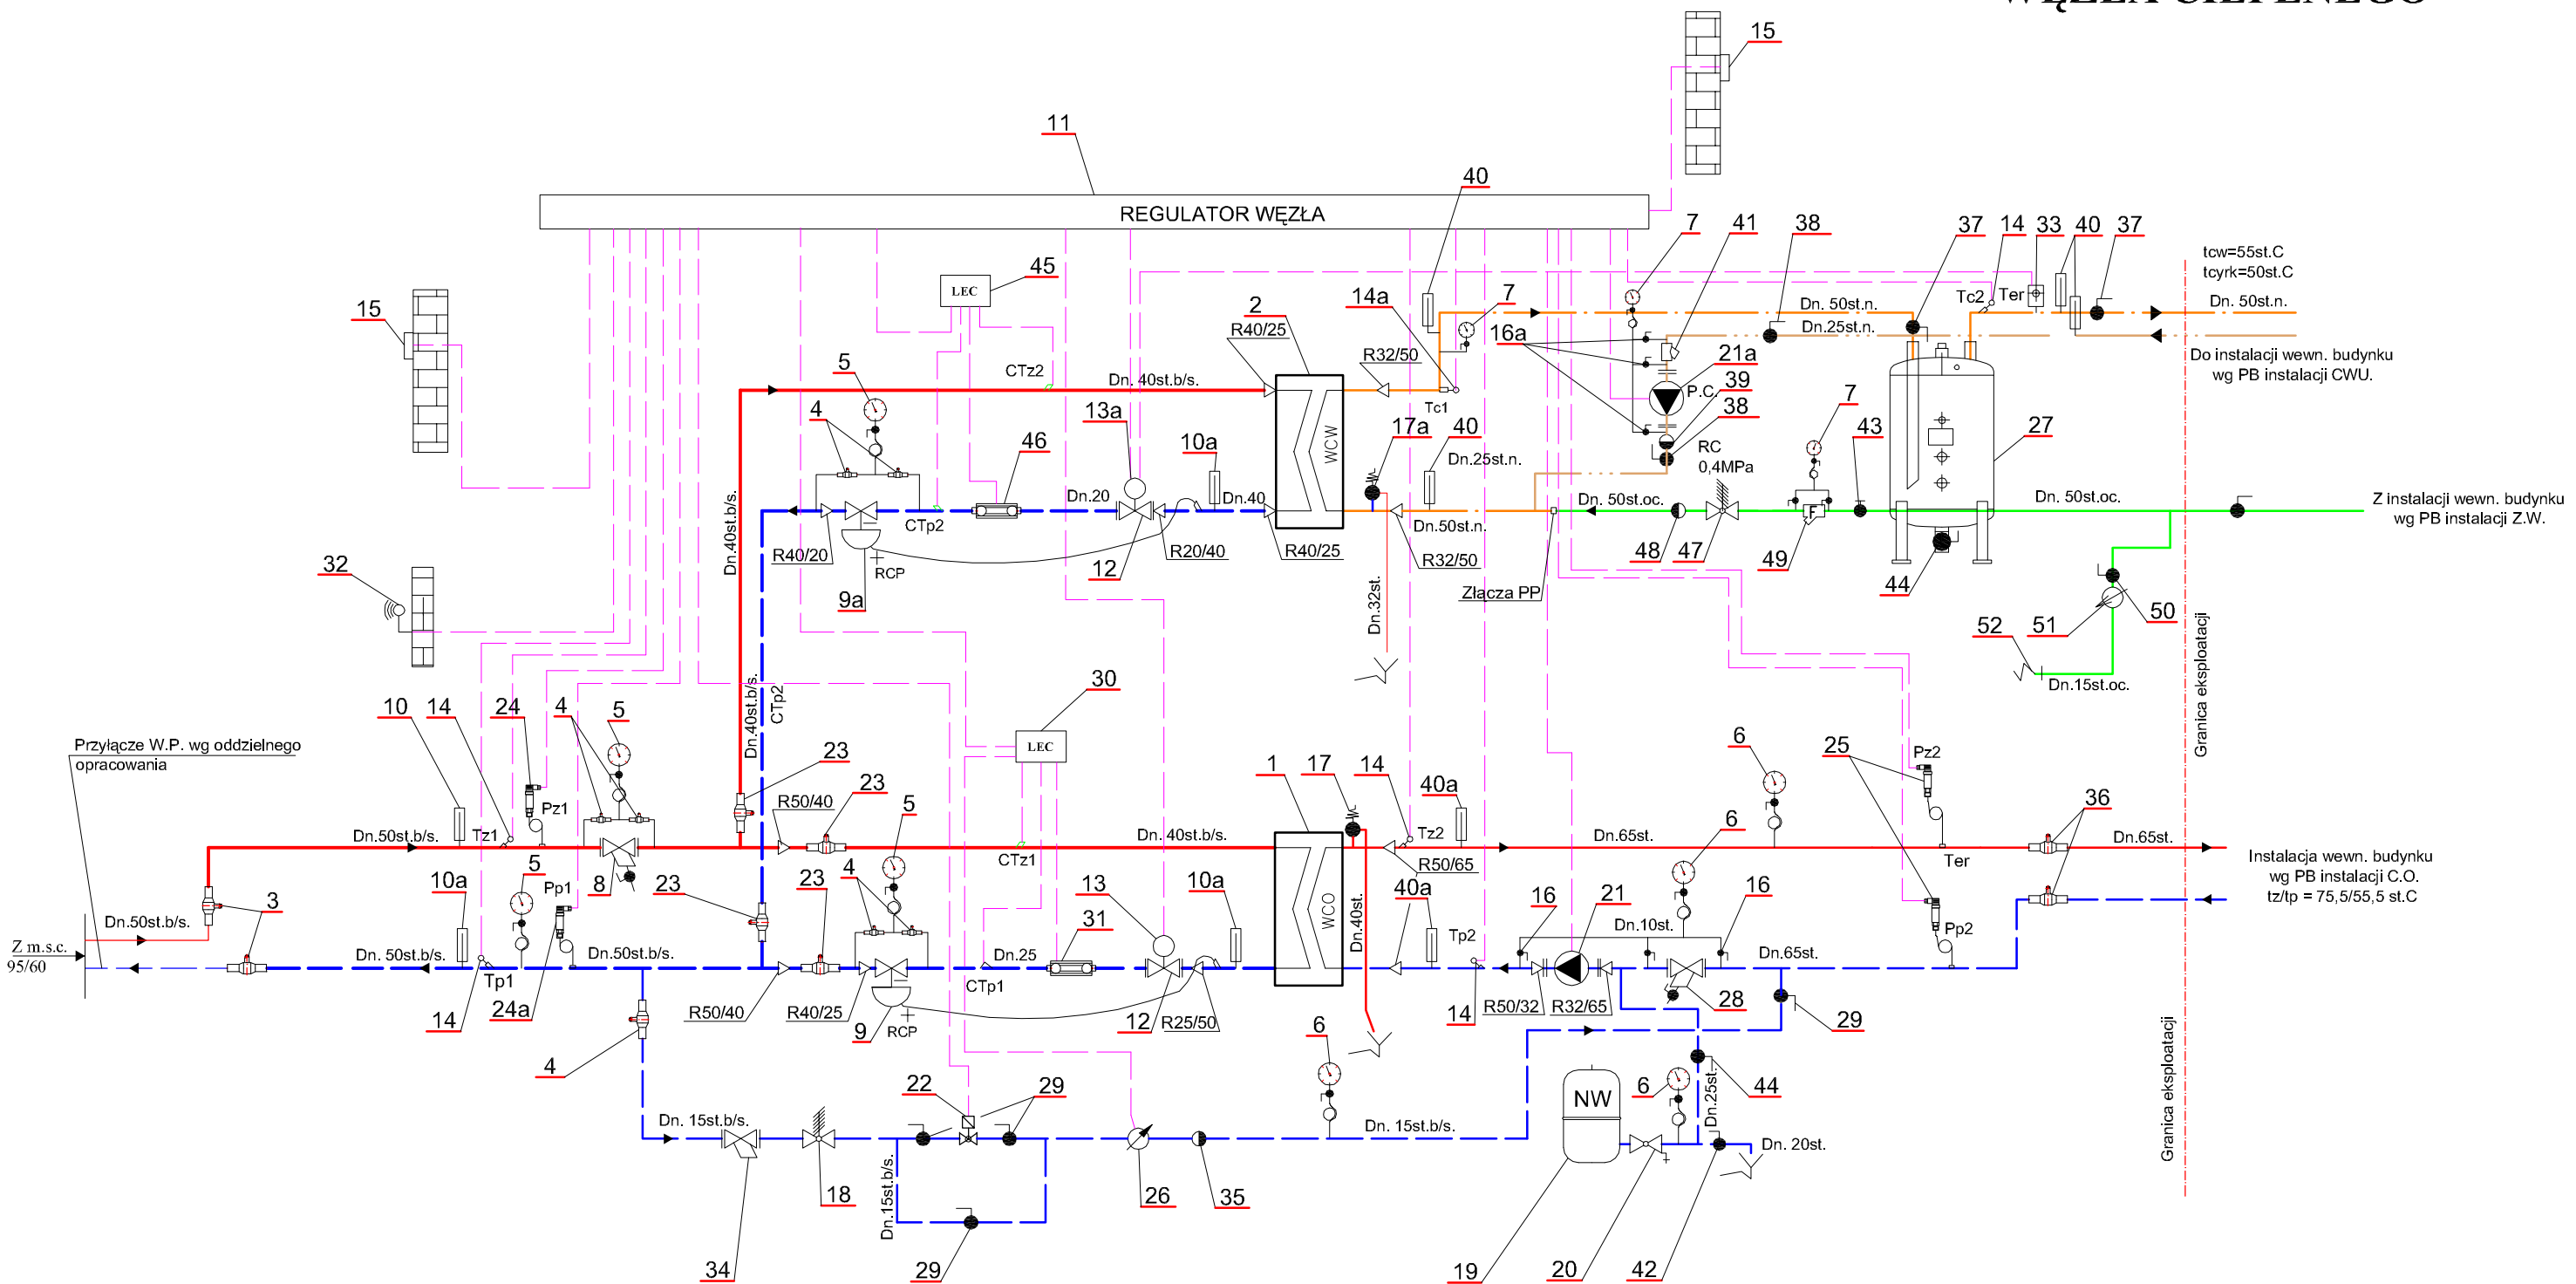 15
11
REGULATOR WĘZŁA
40
7
41
38
37
14
33
40
37
tcw=55st.C
tcyrk=50st.C
45
LEC
15
2
R40/25
14a
7
Tc2
Ter
Dn. 50st.n.
Dn. 50st.n.
Dn.25st.n.
16a
21a
P.C.
39
38
Do instalacji wewn. budynku
wg PB instalacji CWU.
5
CTz2
Dn. 40st.b/s.
R32/50
Tc1
4
13a
46
10a
WCW
17a
40
RC
0,4MPa
7
43
27
Dn.25st.n.
Dn.40st.b/s.
Dn.20
Dn.40
CTp2
Dn.50st.n.
Dn. 50st.oc.
Dn. 50st.oc.
Z instalacji wewn. budynku
wg PB instalacji Z.W.
R40/20
RCP
R20/40
R40/25
R32/50
48
47
F
49
32
9a
12
Dn.32st.
Złącza PP
44
50
51
52
Dn.15st.oc.
Granica eksploatacji
Dn.40st.b/s.
CTp2
10
14
24
4
5
30
LEC
Przyłącze W.P. wg oddzielnego
opracowania
23
6
25
Pz2
Pz1
R50/40
23
5
1
17
14
40a
36
Dn.50st.b/s.
Tz1
CTz1
Dn. 40st.b/s.
Tz2
Dn.65st.
Ter
Dn.65st.
R50/65
6
Instalacja wewn. budynku
wg PB instalacji C.O.
tz/tp = 75,5/55,5 st.C
3
10a
5
Pp1
8
23
23
4
13
10a
WCO
Dn.40st.
40a
16
21
16
Dn.10st.
Pp2
Dn.50st.b/s.
Z m.s.c.
95/60
Dn. 50st.b/s.
Tp1
Dn.50st.b/s.
Dn.25
31
CTp1
Tp2
Dn.65st.
14
24a
R50/40
R40/25
RCP
9
12
R25/50
14
R50/32
R32/65
28
29
4
6
Granica eksploatacji
22
29
NW
6
Dn.25st.
44
Dn. 15st.b/s.
Dn. 15st.b/s.
Dn. 20st.
Dn.15st.b/s.
34
18
29
26
35
19
20
42